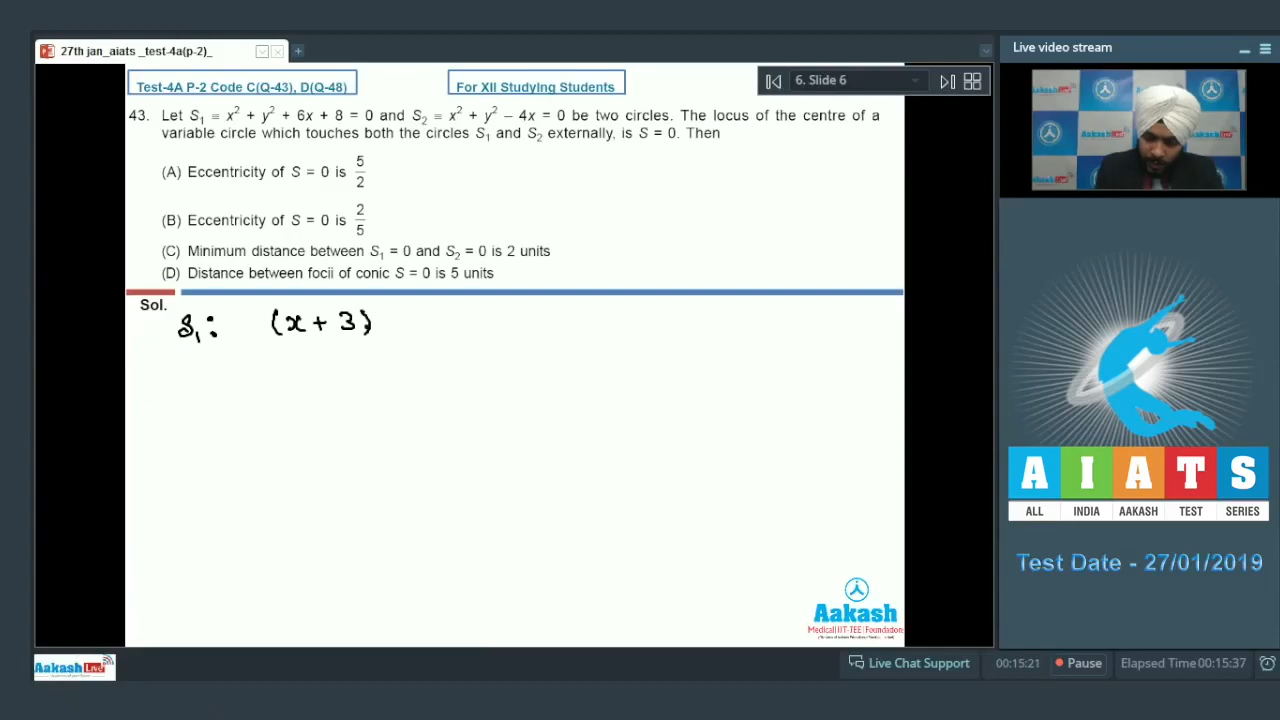 27th jan_aiats _test-4a(p-2)_
Live video stream
Test-4A P-2 Code C(Q-43), D(Q-48)
For XII Studying Students
6. Slide 6
43. Let S₁ ≡ x² + y² + 6x + 8 = 0 and S₂ ≡ x² + y² – 4x = 0 be two circles. The locus of the centre of a
variable circle which touches both the circles S₁ and S₂ externally, is S = 0. Then
(A) Eccentricity of S = 0 is 5/2
(B) Eccentricity of S = 0 is 2/5
(C) Minimum distance between S₁ = 0 and S₂ = 0 is 2 units
(D) Distance between focii of conic S = 0 is 5 units
Sol.
S₁: (x + 3)
A I A T S
ALL INDIA AAKASH TEST SERIES
Test Date - 27/01/2019
Aakash
Medical|IIT-JEE|Foundations
Aakash Live
Live Chat Support
00:15:21
Pause
Elapsed Time 00:15:37